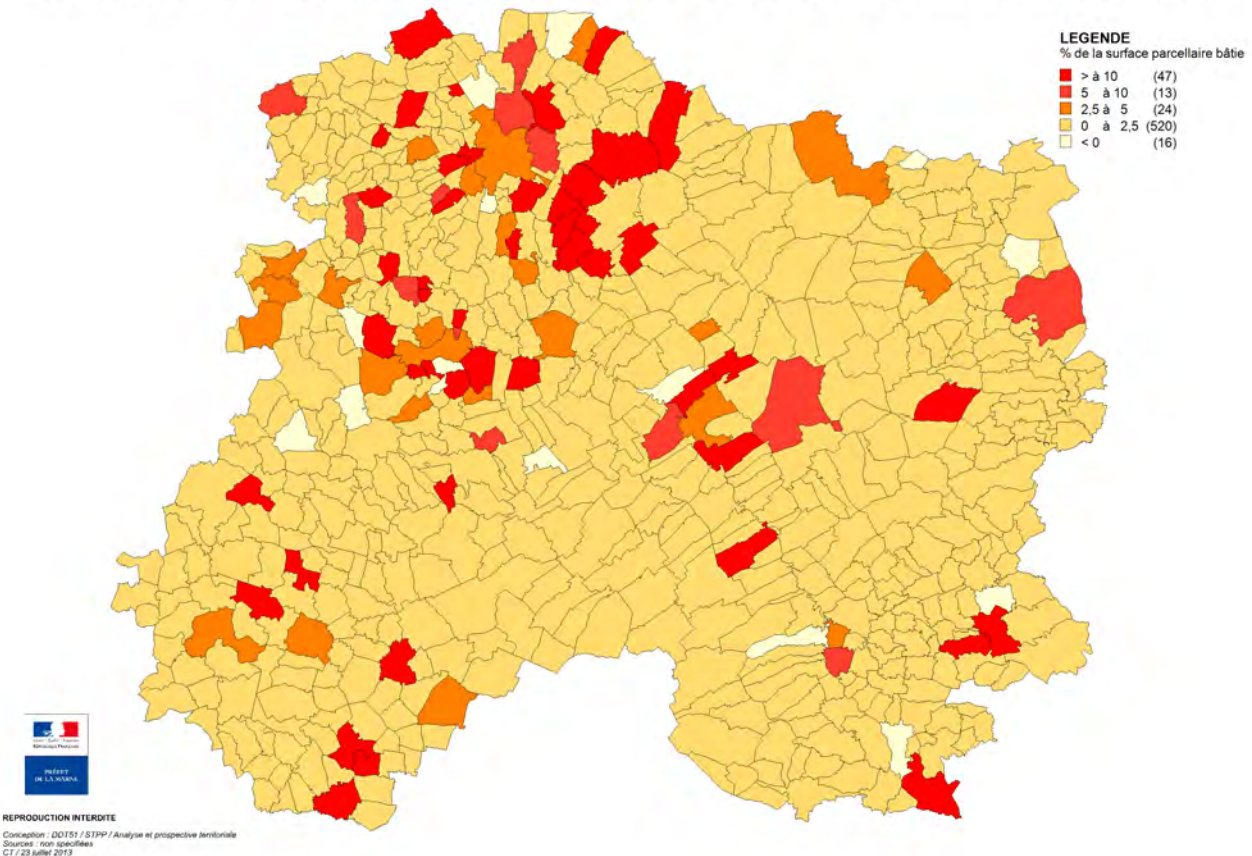 LEGENDE
% de la surface parcellaire bâtie
> à 10 (47)
5 à 10 (13)
2,5 à 5 (24)
0 à 2,5 (520)
< 0 (16)
PRÉFET
DE LA MARNE
REPRODUCTION INTERDITE
Conception : DDT51 / STPP / Analyse et prospective territoriale
Sources : non spécifiées
CT / 23 juillet 2013